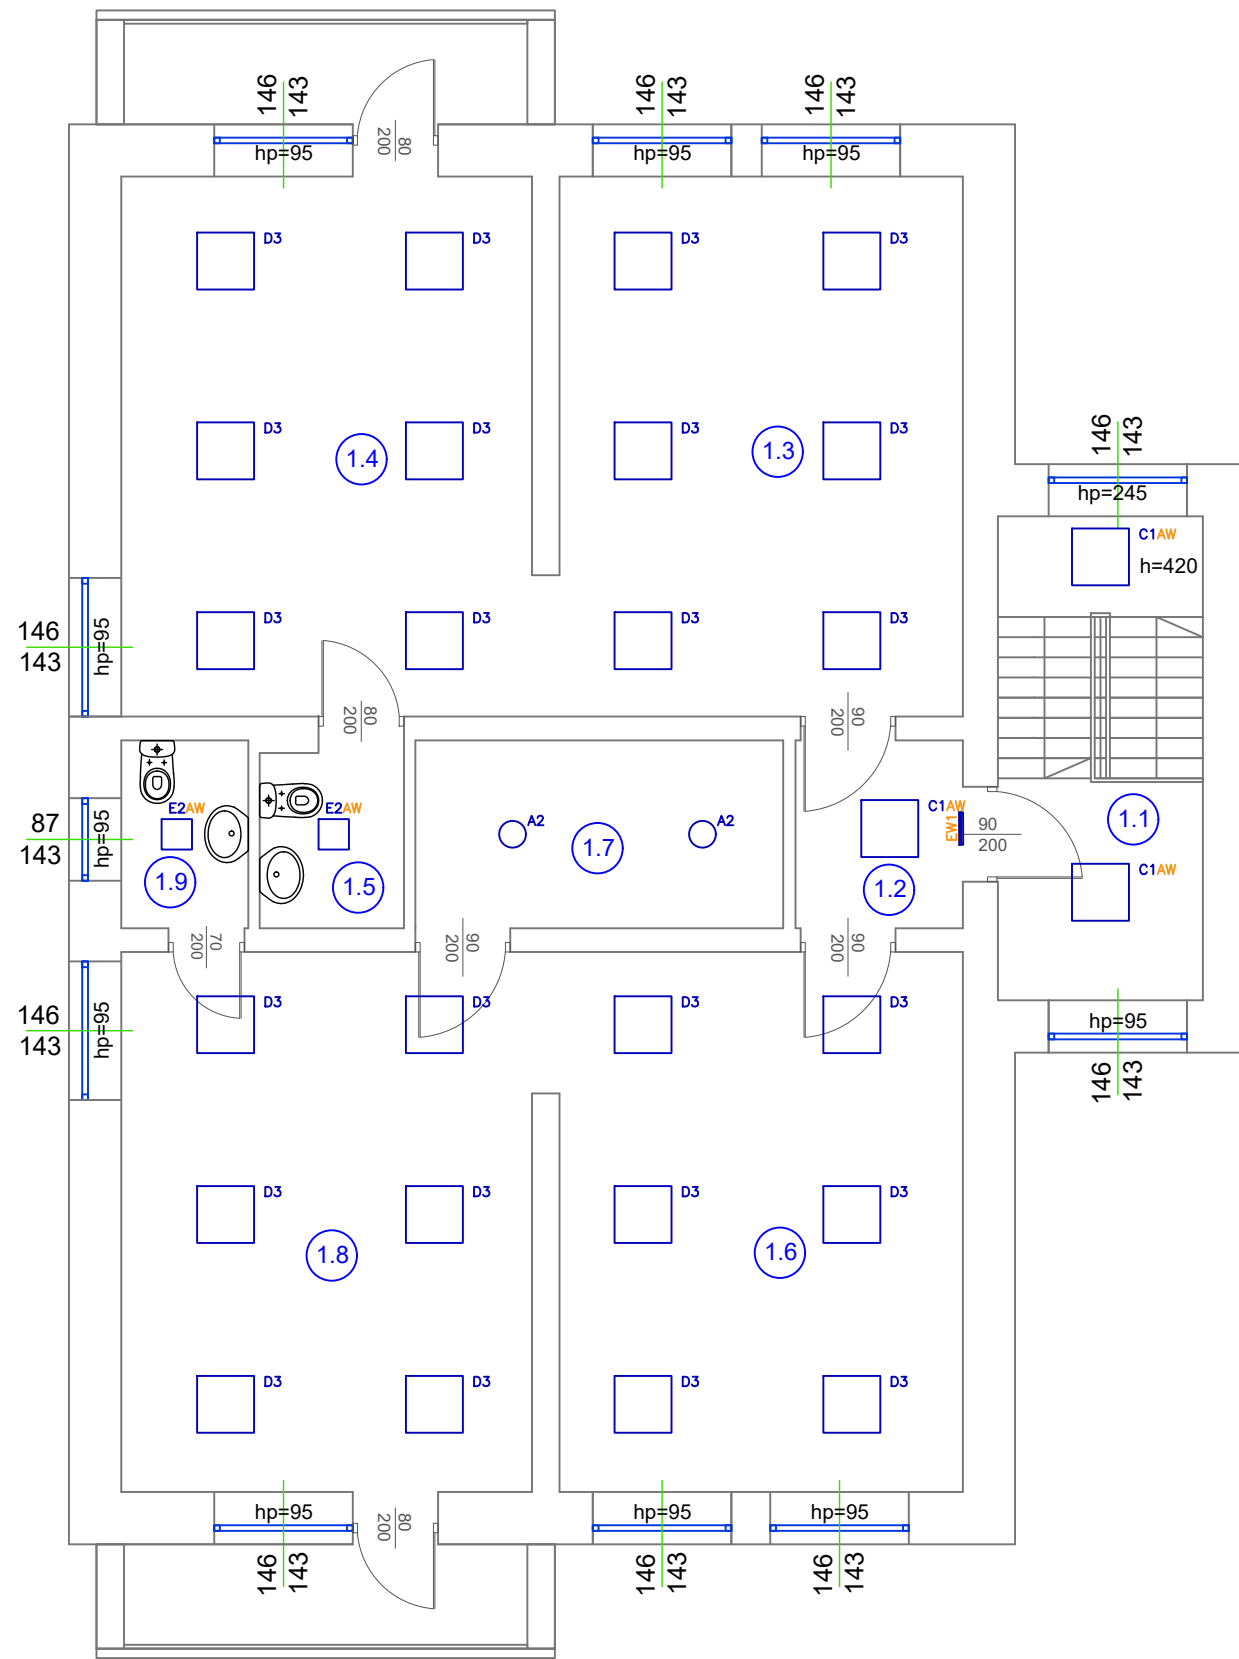 146
143
146
143
146
143
80
200
hp=95
hp=95
hp=95
D3
D3
D3
D3
146
143
D3
D3
D3
D3
1.4
1.3
hp=245
C1AW
h=420
146
143
hp=95
D3
D3
D3
D3
80
200
90
200
87
143
hp=95
E2AW
E2AW
A2
A2
C1AW
EW1
90
200
1.1
1.7
1.9
1.5
1.2
C1AW
70
200
90
200
90
200
146
143
hp=95
D3
D3
D3
D3
hp=95
146
143
D3
D3
D3
D3
1.8
1.6
D3
D3
D3
D3
hp=95
hp=95
hp=95
80
200
146
143
146
143
146
143